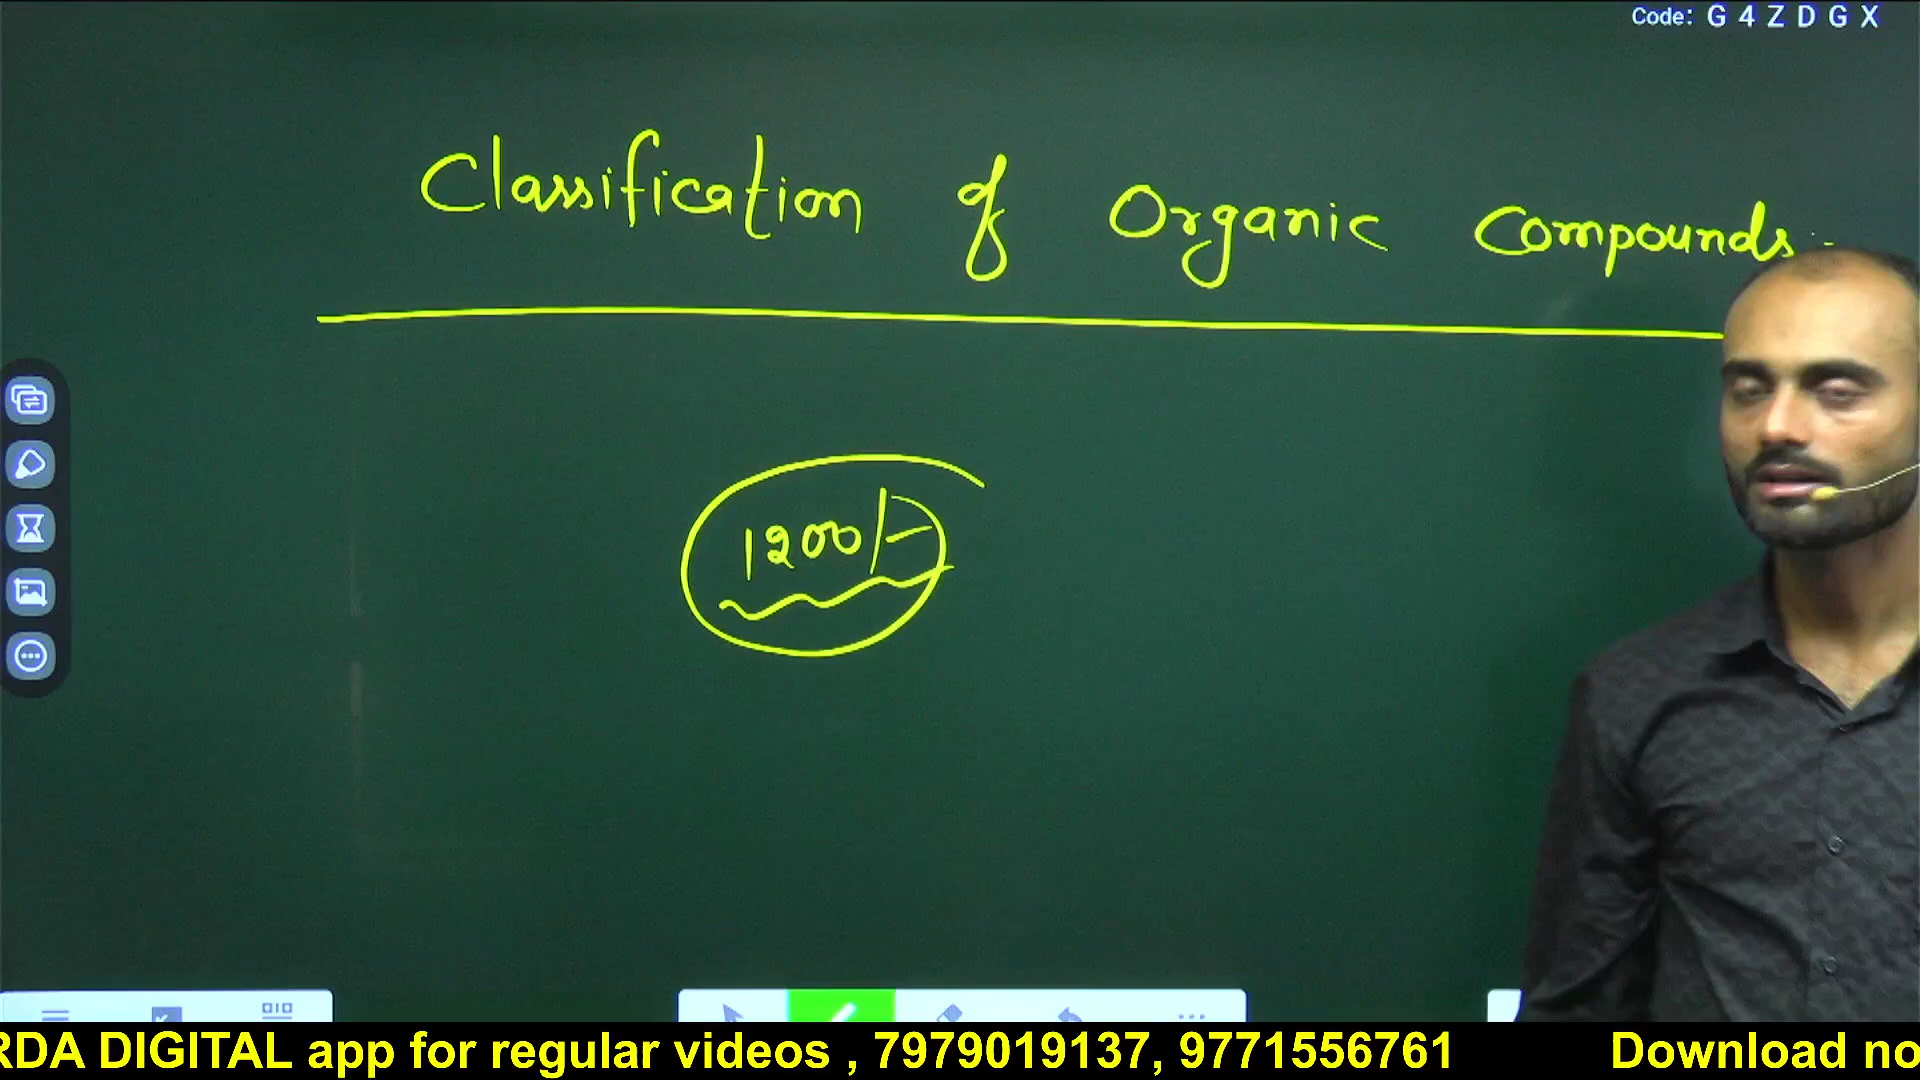 Code: G 4 Z D G X
Classification of Organic Compounds :-
1200/-
RDA DIGITAL app for regular videos , 7979019137, 9771556761 Download no